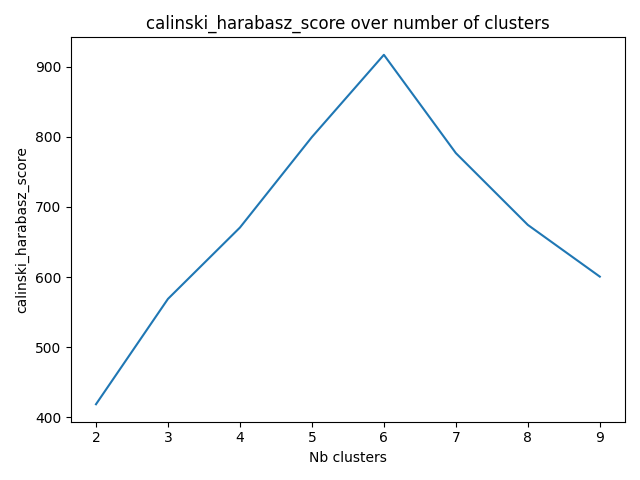 calinski_harabasz_score over number of clusters
900
800
700
600
500
400
calinski_harabasz_score
2 3 4 5 6 7 8 9
Nb clusters